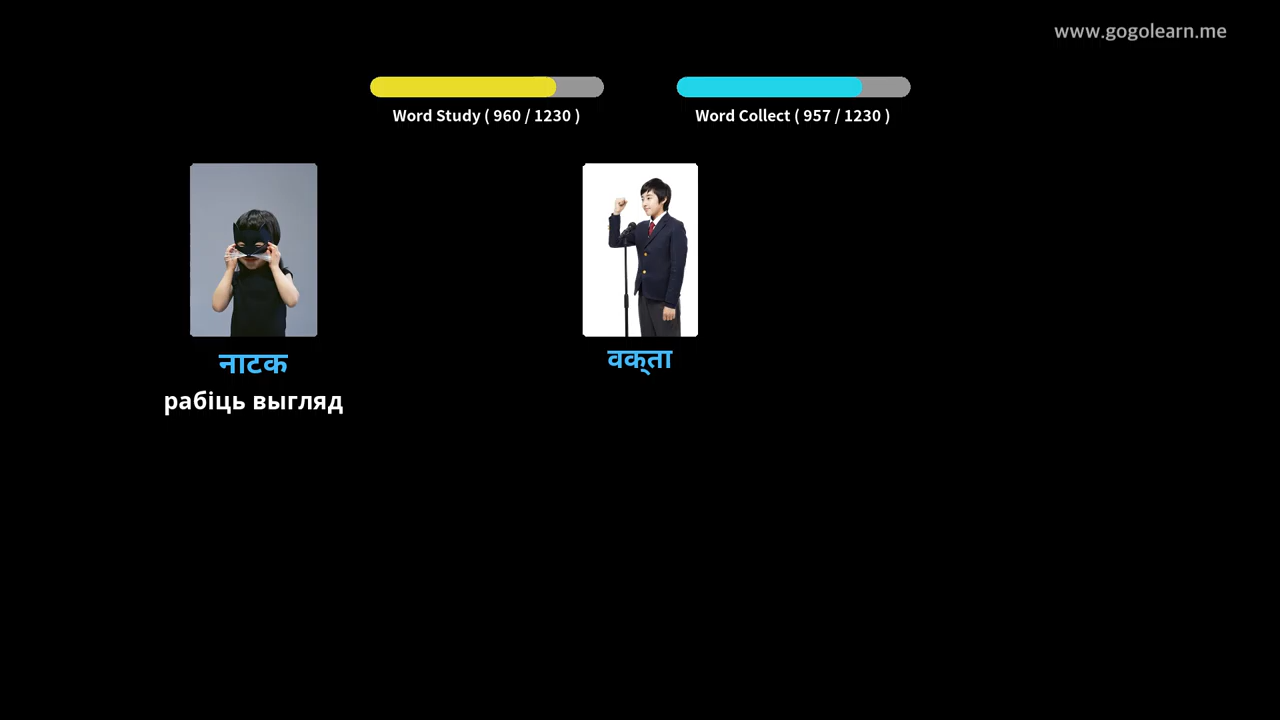 www.gogolearn.me
Word Study ( 960 / 1230 )
Word Collect ( 957 / 1230 )
नाटक
рабіць выгляд
वक्ता